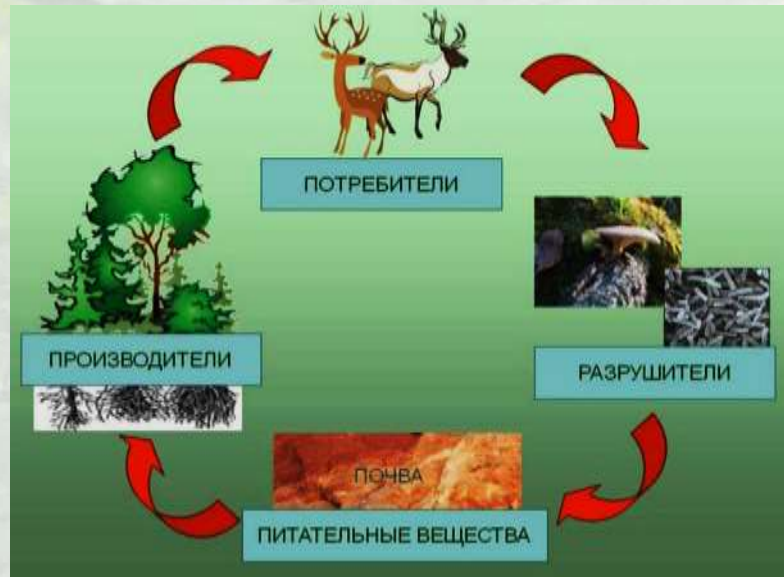 ПОТРЕБИТЕЛИ
ПРОИЗВОДИТЕЛИ
РАЗРУШИТЕЛИ
ПОЧВА
ПИТАТЕЛЬНЫЕ ВЕЩЕСТВА